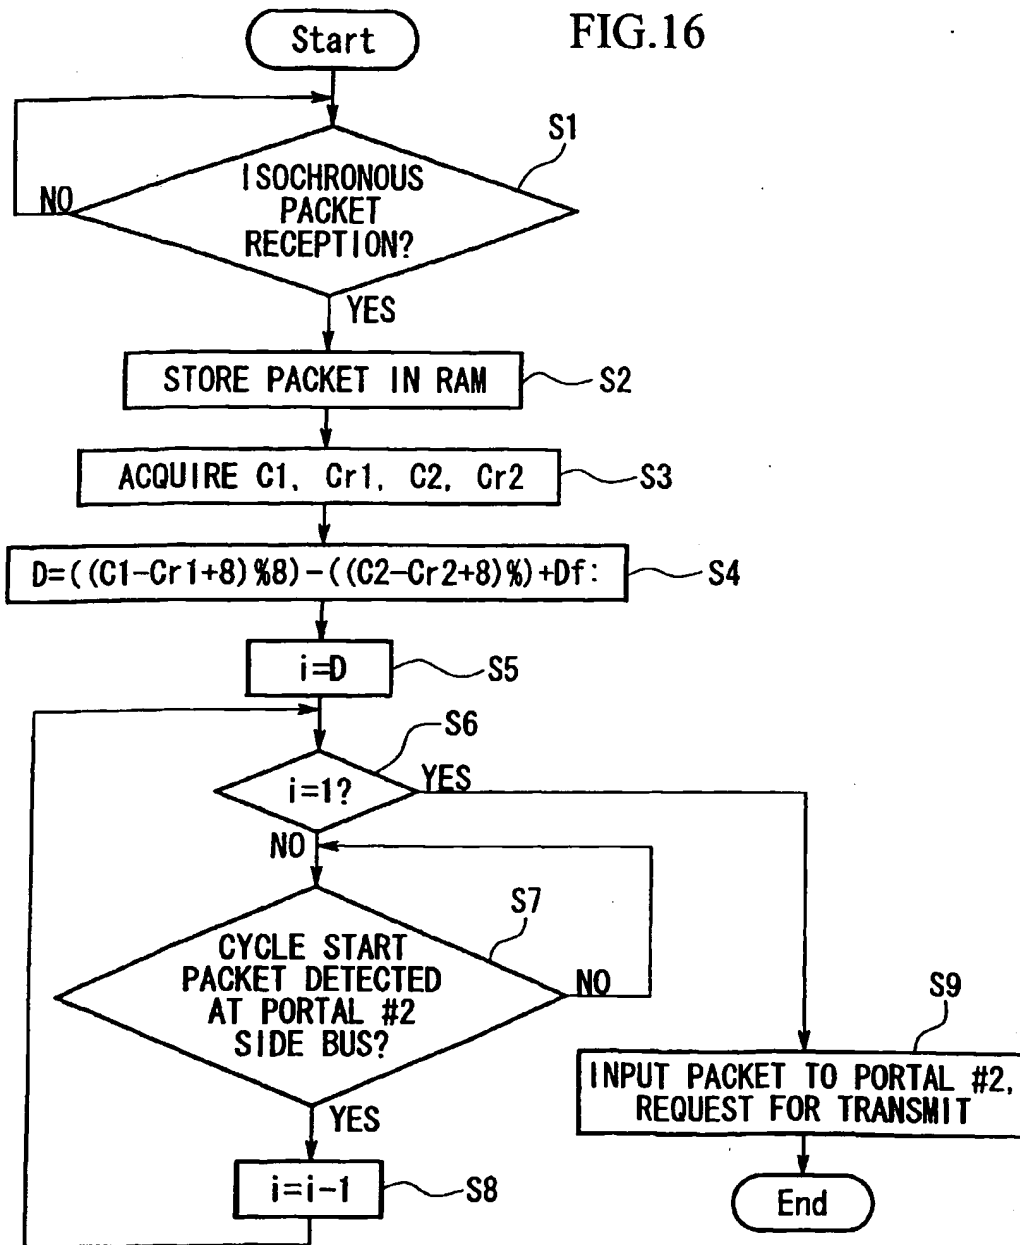 FIG.16
Start
S1
ISOCHRONOUS
PACKET
RECEPTION?
NO
YES
STORE PACKET IN RAM
S2
ACQUIRE C1, Cr1, C2, Cr2
S3
D=((C1-Cr1+8)%8)-((C2-Cr2+8)%)+Df:
S4
i=D
S5
S6
i=1?
YES
NO
S7
CYCLE START
PACKET DETECTED
AT PORTAL #2
SIDE BUS?
NO
YES
S9
INPUT PACKET TO PORTAL #2,
REQUEST FOR TRANSMIT
i=i-1
S8
End